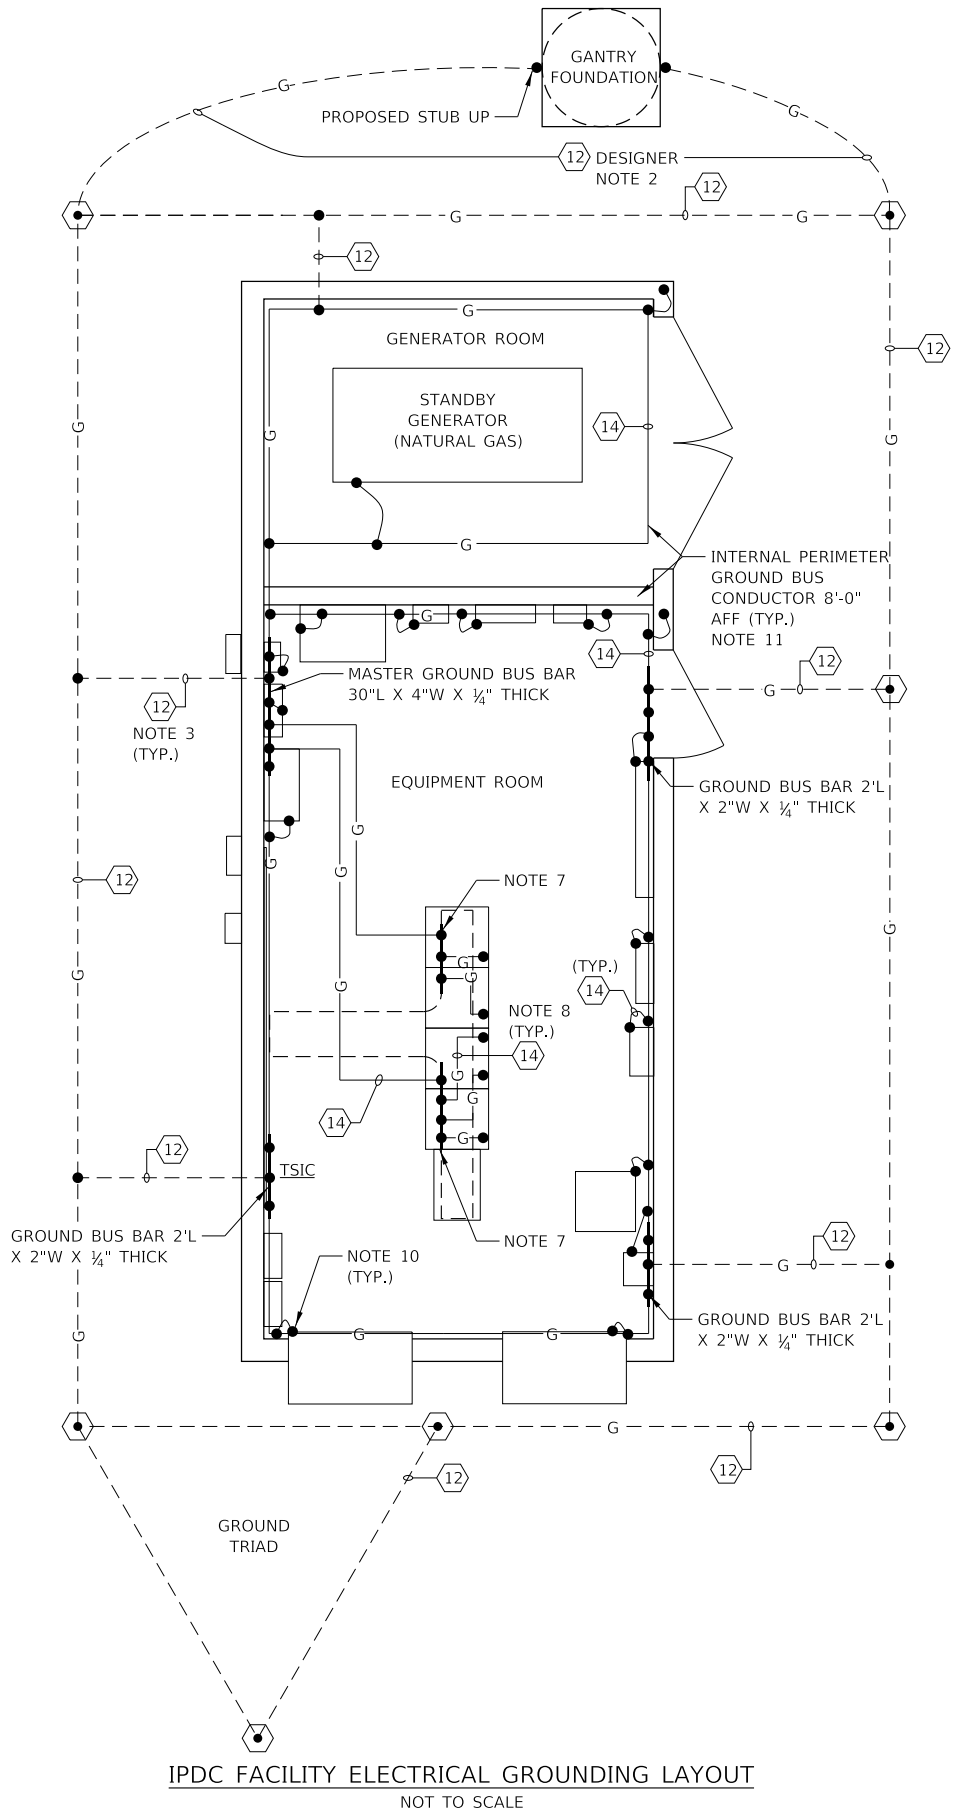 GANTRY
FOUNDATION
G
G
PROPOSED STUB UP
12
DESIGNER
NOTE 2
12
G
G
12
G
GENERATOR ROOM
12
STANDBY
GENERATOR
(NATURAL GAS)
14
G
G
G
G
INTERNAL PERIMETER
GROUND BUS
CONDUCTOR 8'-0"
AFF (TYP.)
NOTE 11
G
14
12
MASTER GROUND BUS BAR
30"L X 4"W X ¼" THICK
G
12
NOTE 3
(TYP.)
EQUIPMENT ROOM
GROUND BUS BAR 2'L
X 2"W X ¼" THICK
G
G
G
12
NOTE 7
G
G
G
(TYP.)
14
G
G
NOTE 8
(TYP.)
14
G
G
14
G
12
TSIC
GROUND BUS BAR 2'L
X 2"W X ¼" THICK
NOTE 7
12
NOTE 10
(TYP.)
G
GROUND BUS BAR 2'L
X 2"W X ¼" THICK
G
G
G
G
12
12
GROUND
TRIAD
IPDC FACILITY ELECTRICAL GROUNDING LAYOUT
NOT TO SCALE